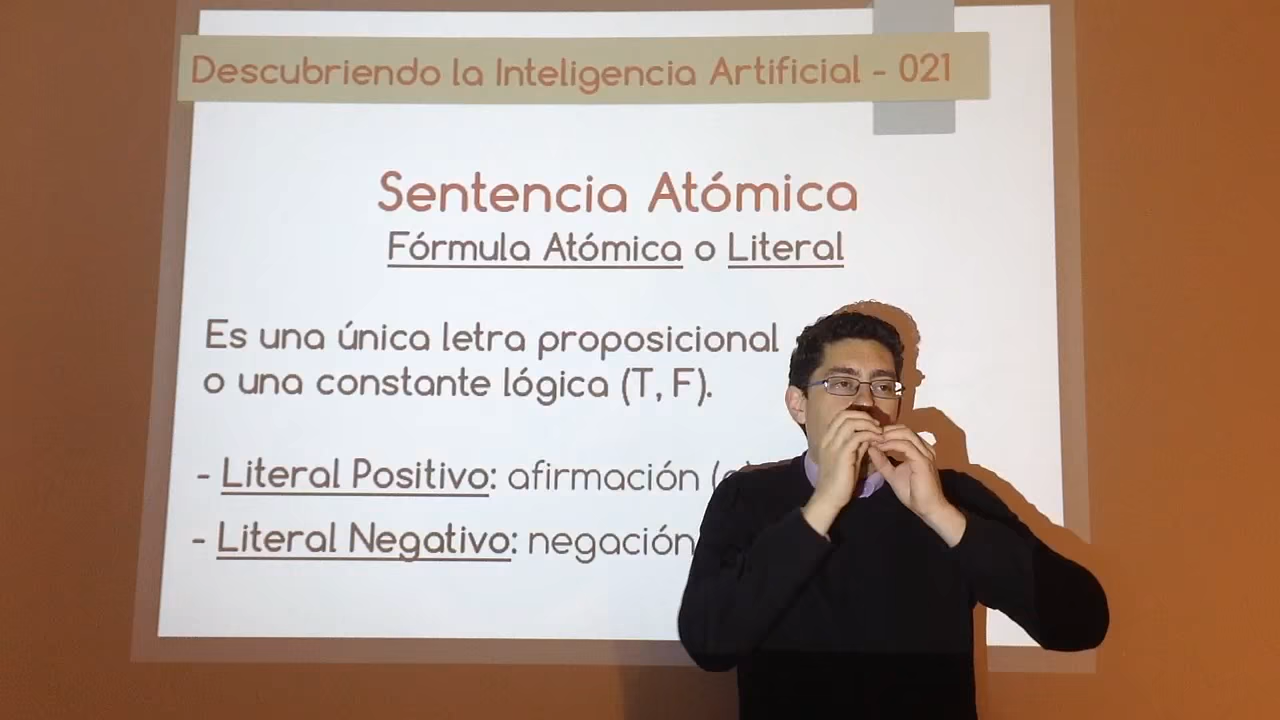 Descubriendo la Inteligencia Artificial - 021
Sentencia Atómica
Fórmula Atómica o Literal
Es una única letra proposicional
o una constante lógica (T, F).
- Literal Positivo: afirmación
- Literal Negativo: negación